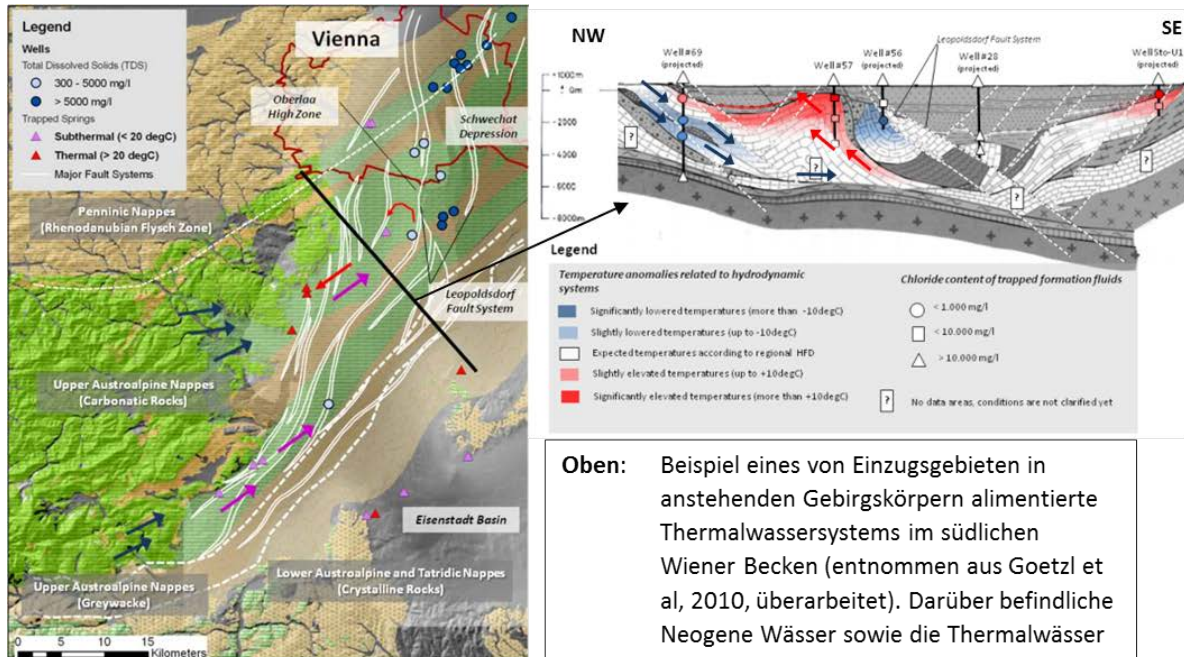 Legend
Wells
Total Dissolved Solids (TDS)
300 - 5000 mg/l
> 5000 mg/l
Trapped Springs
Subthermal (< 20 degC)
Thermal (> 20 degC)
Major Fault Systems
Vienna
Oberlaa
High Zone
Schwechat
Depression
Penninic Nappes
(Rhenodanubian Flysch Zone)
Leopoldsdorf
Fault System
Upper Austroalpine Nappes
(Carbonatic Rocks)
Eisenstadt Basin
Upper Austroalpine Nappes
(Greywacke)
Lower Austroalpine and Tatridic Nappes
(Crystalline Rocks)
0 5 10 15
Kilometers
NW
SE
Leopoldsdorf Fault System
Well#69
(projected)
Well#57
Well#56
(projected)
Well#28
(projected)
WellSto-U1
(projected)
+1000m
± 0m
-2000m
-4000m
-6000m
-8000m
?
?
?
?
?
Legend
Temperature anomalies related to hydrodynamic
systems
Significantly lowered temperatures (more than -10degC)
Slightly lowered temperatures (up to -10degC)
Expected temperatures according to regional HFD
Slightly elevated temperatures (up to +10degC)
Significantly elevated temperatures (more than +10degC)
Chloride content of trapped formation fluids
< 1.000 mg/l
< 10.000 mg/l
> 10.000 mg/l
? No data areas, conditions are not clarified yet
Oben: Beispiel eines von Einzugsgebieten in
anstehenden Gebirgskörpern alimentierte
Thermalwassersystems im südlichen
Wiener Becken (entnommen aus Goetzl et
al, 2010, überarbeitet). Darüber befindliche
Neogene Wässer sowie die Thermalwässer